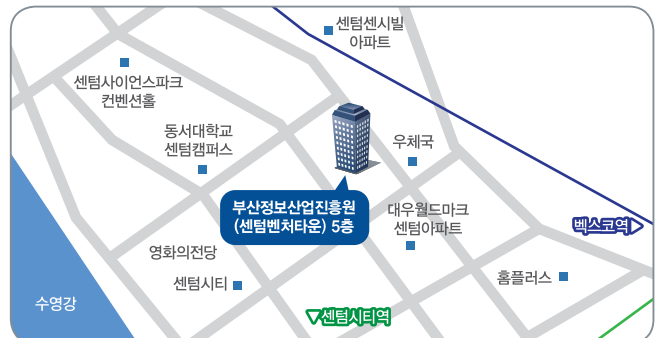 센텀센시빌
아파트
센텀사이언스파크
컨벤션홀
동서대학교
센텀캠퍼스
우체국
부산정보산업진흥원
(센텀벤처타운) 5층
대우월드마크
센텀아파트
벡스코역
영화의전당
센텀시티
홈플러스
수영강
센텀시티역